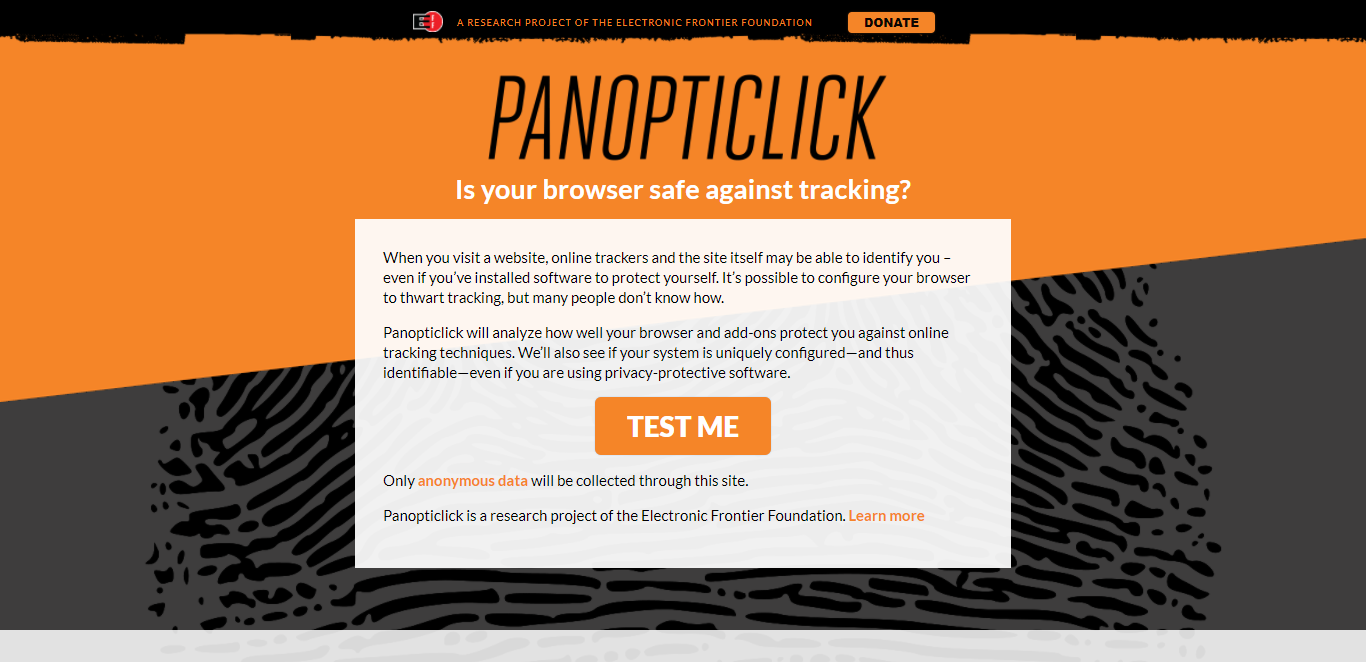 A RESEARCH PROJECT OF THE ELECTRONIC FRONTIER FOUNDATION
DONATE
PANOPTICLICK
Is your browser safe against tracking?
When you visit a website, online trackers and the site itself may be able to identify you –
even if you’ve installed software to protect yourself. It’s possible to configure your browser
to thwart tracking, but many people don’t know how.
Panopticlick will analyze how well your browser and add-ons protect you against online
tracking techniques. We’ll also see if your system is uniquely configured—and thus
identifiable—even if you are using privacy-protective software.
TEST ME
Only anonymous data will be collected through this site.
Panopticlick is a research project of the Electronic Frontier Foundation. Learn more